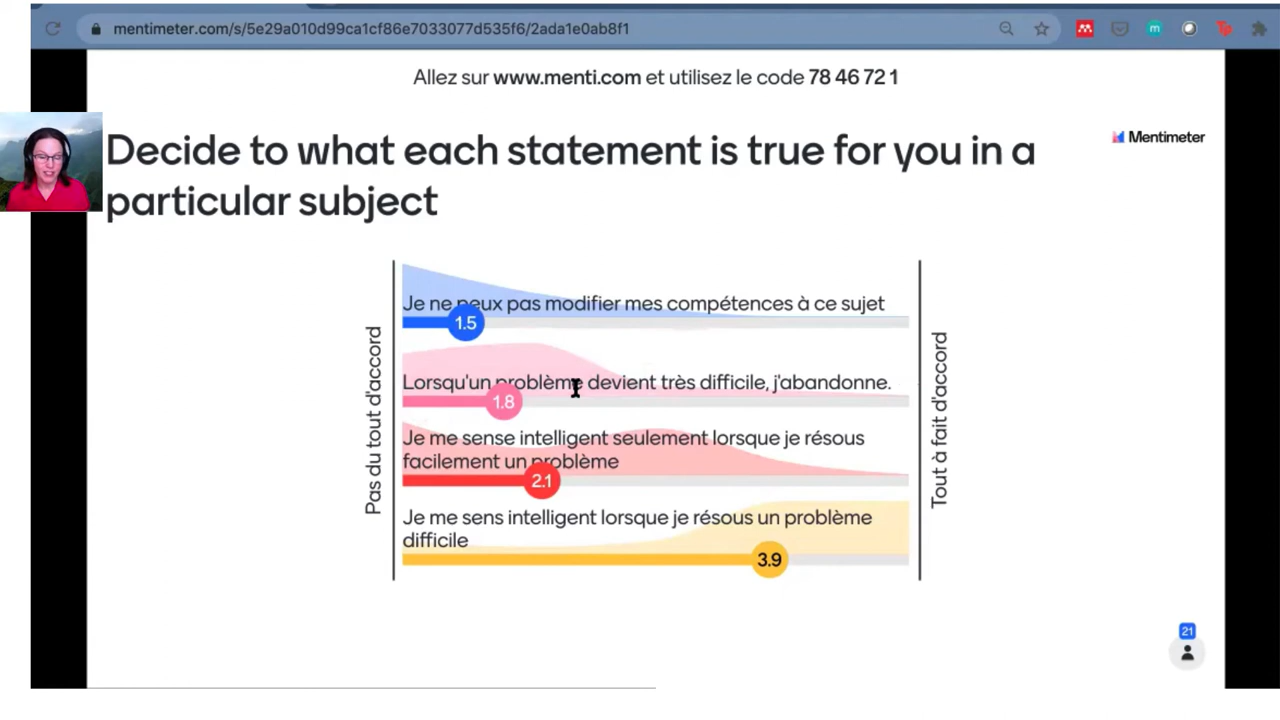 mentimeter.com/s/5e29a010d99ca1cf86e7033077d535f6/2ada1e0ab8f1
Allez sur www.menti.com et utilisez le code 78 46 72 1
Mentimeter
Decide to what each statement is true for you in a
particular subject
Pas du tout d'accord
Je ne peux pas modifier mes compétences à ce sujet
1.5
Lorsqu'un problème devient très difficile, j'abandonne.
1.8
Je me sense intelligent seulement lorsque je résous
facilement un problème
2.1
Je me sens intelligent lorsque je résous un problème
difficile
3.9
Tout à fait d'accord
21